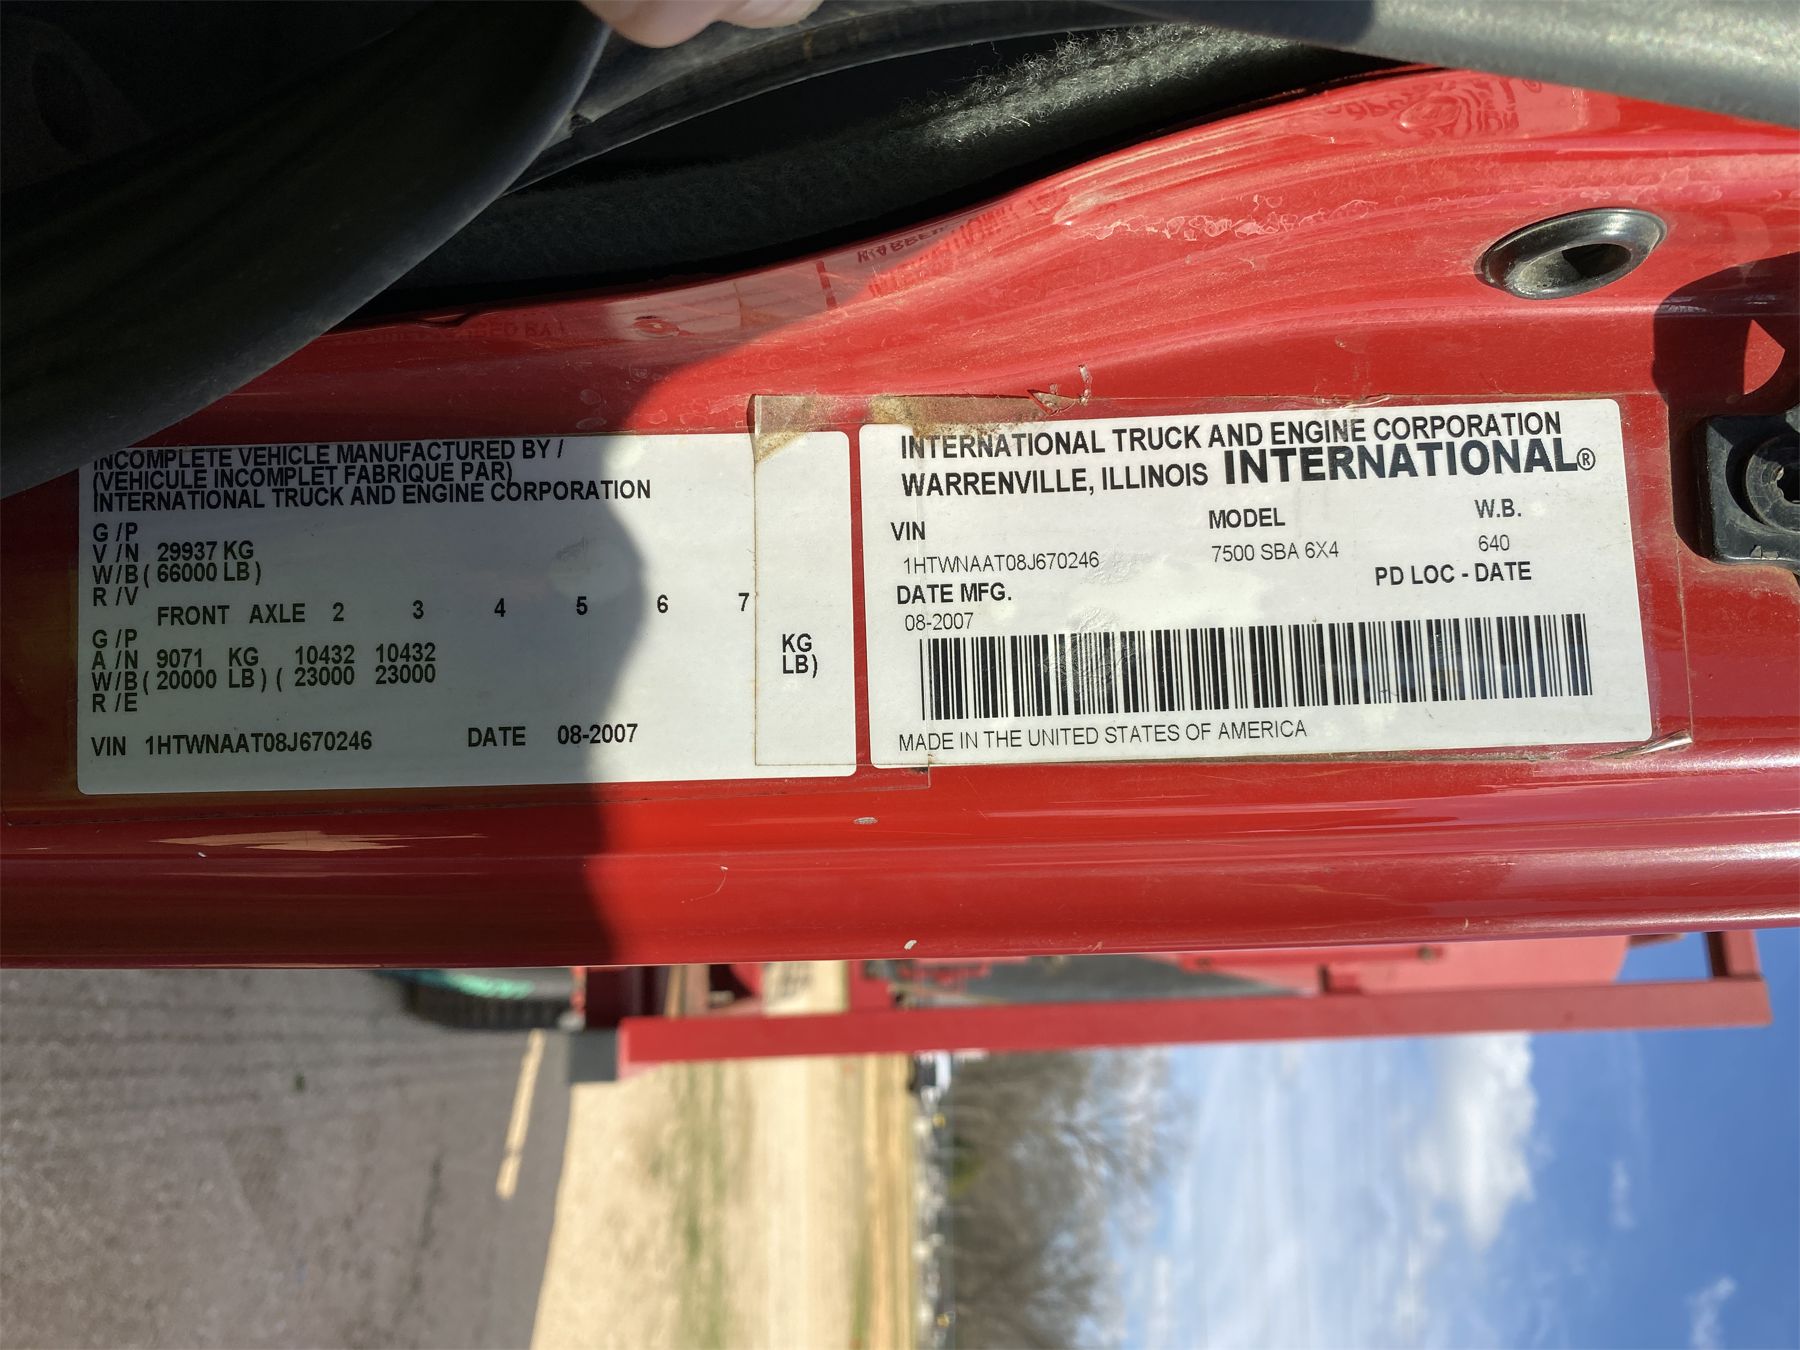 INCOMPLETE VEHICLE MANUFACTURED BY /
(VEHICULE INCOMPLET FABRIQUE PAR)
INTERNATIONAL TRUCK AND ENGINE CORPORATION
G /P
V /N 29937 KG
W/B ( 66000 LB )
R /V
FRONT AXLE 2 3 4 5 6 7
G /P
A /N 9071 KG 10432 10432 KG
W/B ( 20000 LB ) ( 23000 23000 LB)
R /E
VIN 1HTWNAAT08J670246 DATE 08-2007
INTERNATIONAL TRUCK AND ENGINE CORPORATION
WARRENVILLE, ILLINOIS INTERNATIONAL®
VIN MODEL W.B.
1HTWNAAT08J670246 7500 SBA 6X4 640
DATE MFG. PD LOC - DATE
08-2007
MADE IN THE UNITED STATES OF AMERICA